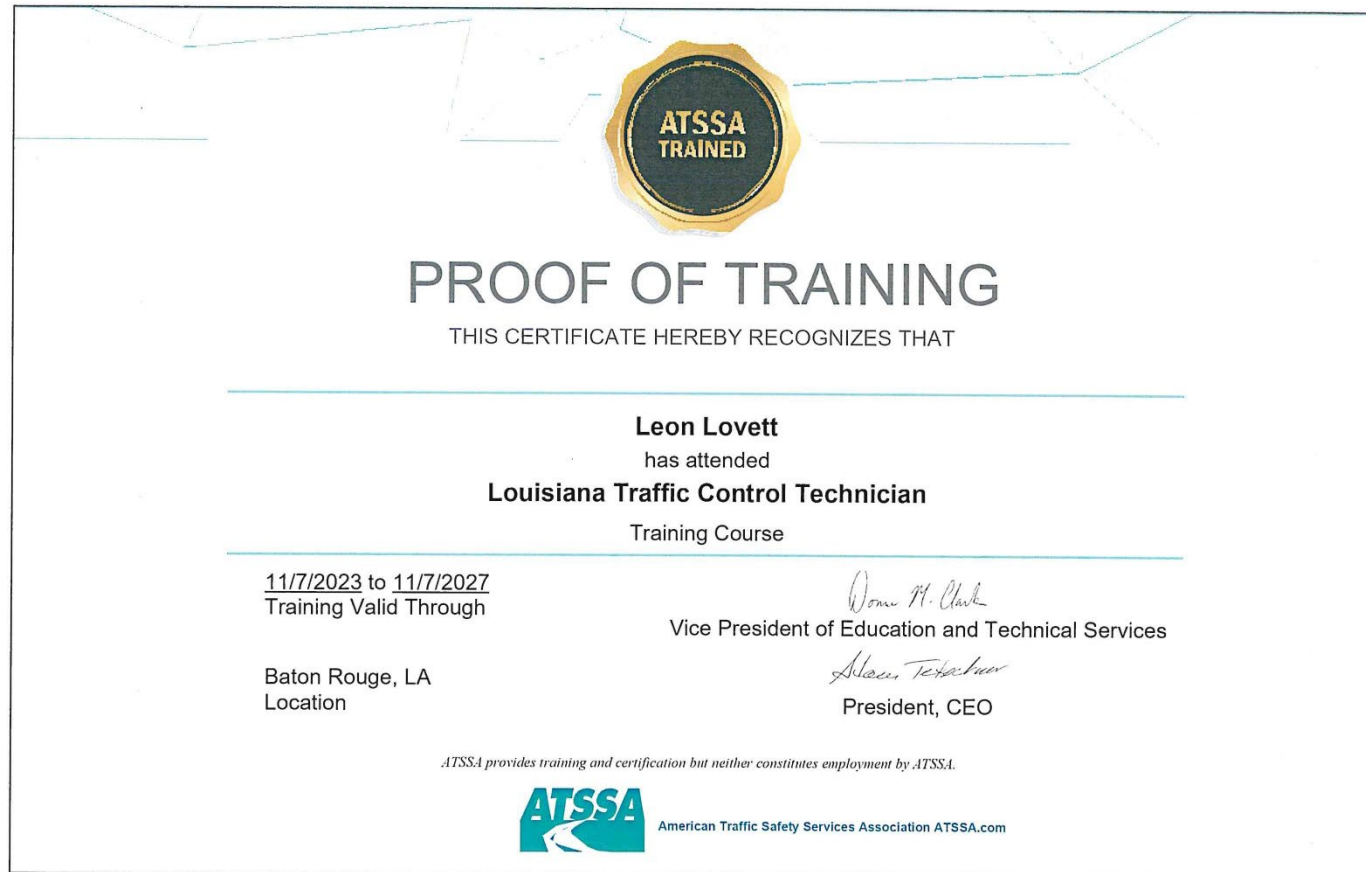 ATSSA
TRAINED
PROOF OF TRAINING
THIS CERTIFICATE HEREBY RECOGNIZES THAT
Leon Lovett
has attended
Louisiana Traffic Control Technician
Training Course
11/7/2023 to 11/7/2027
Training Valid Through
Baton Rouge, LA
Location
M. Clark
Vice President of Education and Technical Services
President, CEO
ATSSA provides training and certification but neither constitutes employment by ATSSA.
ATSSA
American Traffic Safety Services Association ATSSA.com